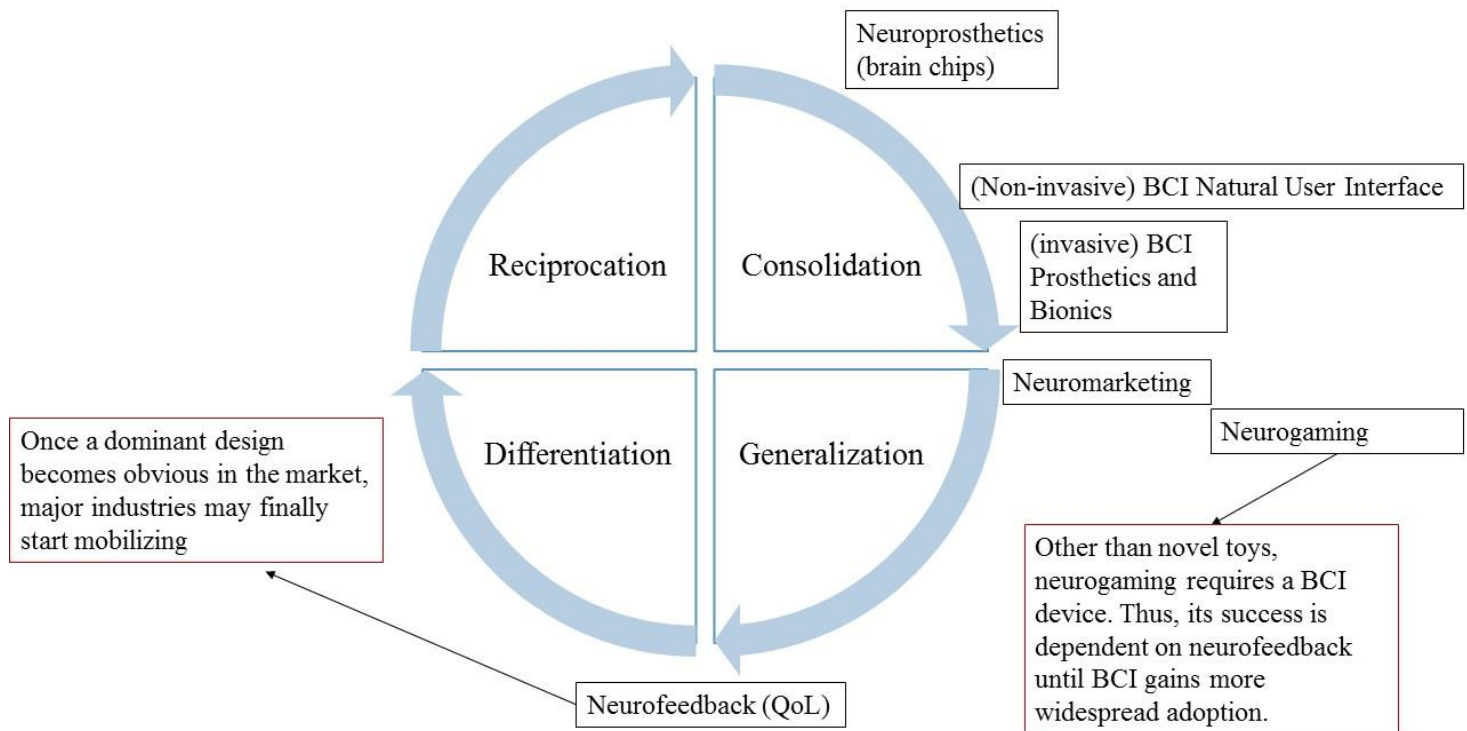 Neuroprosthetics
(brain chips)
(Non-invasive) BCI Natural User Interface
(invasive) BCI
Prosthetics and
Bionics
Reciprocation
Consolidation
Neuromarketing
Neurogaming
Once a dominant design
becomes obvious in the market,
major industries may finally
start mobilizing
Differentiation
Generalization
Other than novel toys,
neurogaming requires a BCI
device. Thus, its success is
dependent on neurofeedback
until BCI gains more
widespread adoption.
Neurofeedback (QoL)